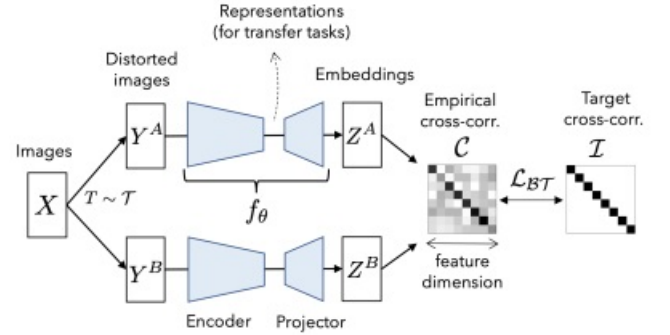 Representations
(for transfer tasks)
Distorted
images
Embeddings
Empirical
cross-corr.
Target
cross-corr.
Images
Y^A
Z^A
C
I
X
T ~ T
f_θ
L_BT
Y^B
Z^B
feature
dimension
Encoder
Projector